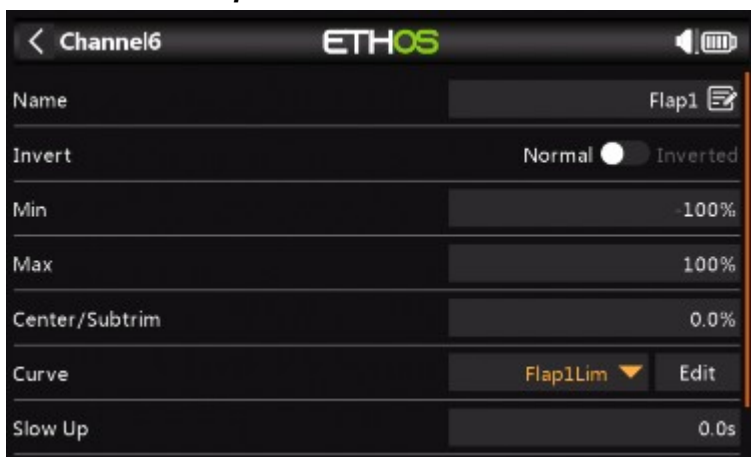 < Channel6 ETHOS
Name Flap1
Invert Normal Inverted
Min -100%
Max 100%
Center/Subtrim 0.0%
Curve Flap1Lim Edit
Slow Up 0.0s